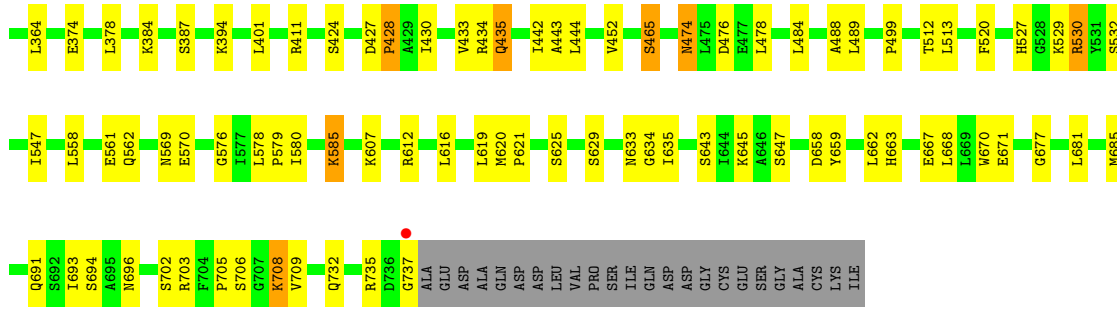 L364 E374 L378 K384 S387 K394 L401 R411 S424 D427 P428 A429 I430 V433 R434 Q435 I442 A443 L444 V452 S465 N474 L475 D476 E477 L478 L484 A488 L489 P499 T512 L513 F520 H527 G528 K529 R530 Y531 S532
I547 L558 E561 Q562 N569 E570 G576 I577 L578 P579 I580 K585 K607 R612 L616 L619 M620 P621 S625 S629 N633 G634 I635 S643 I644 K645 A646 S647 D658 Y659 L662 H663 E667 L668 L669 W670 E671 G677 L681 M685
Q691 S692 I693 S694 A695 N696 S702 R703 F704 P705 S706 G707 K708 V709 Q732 R735 D736 G737 ALA GLU ASP ALA GLN ASP ASP LEU VAL PRO SER ILE GLN ASP ASP GLY CYS GLU SER GLY ALA CYS LYS ILE